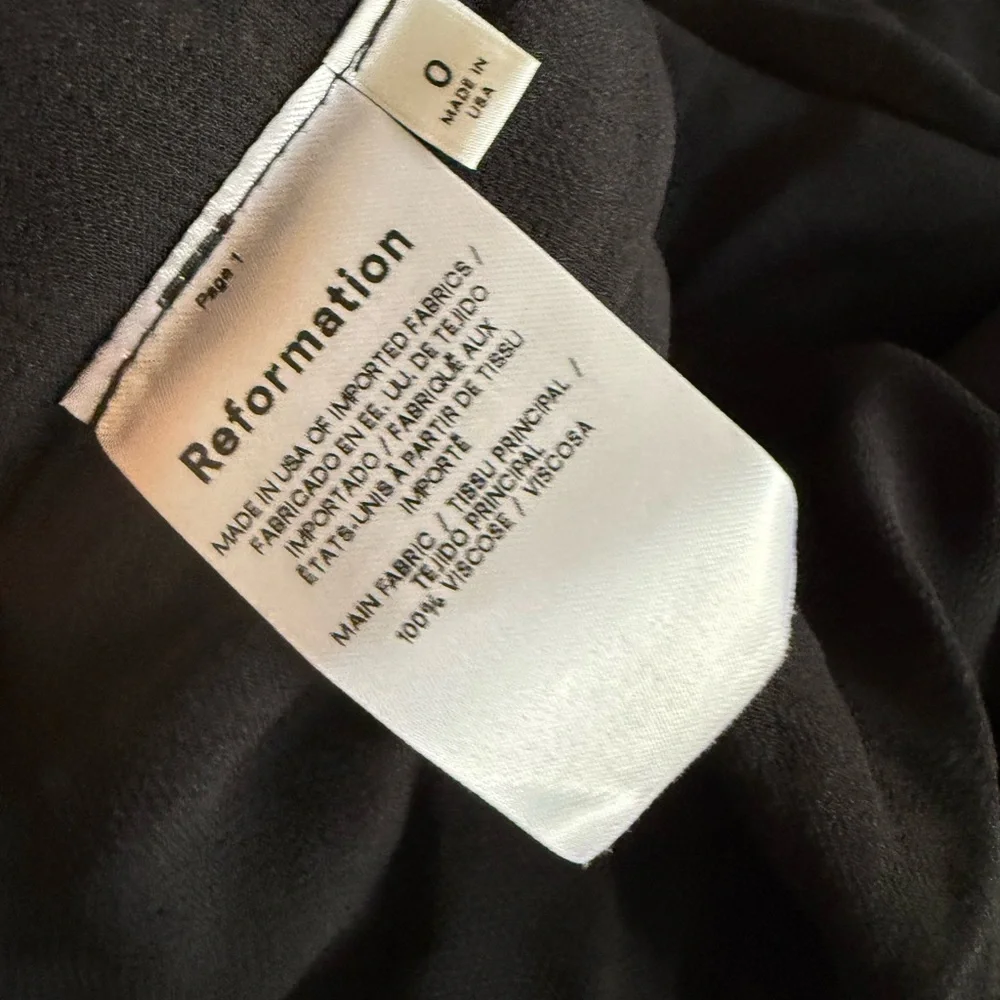 0
MADE IN
USA
Page 1
Reformation
MADE IN USA OF IMPORTED FABRICS /
FABRICADO EN EE. UU. DE TEJIDO
IMPORTADO / FABRIQUÉ AUX
ÉTATS-UNIS À PARTIR DE TISSU
IMPORTÉ
MAIN FABRIC / TISSU PRINCIPAL /
TEJIDO PRINCIPAL
100% VISCOSE / VISCOSA